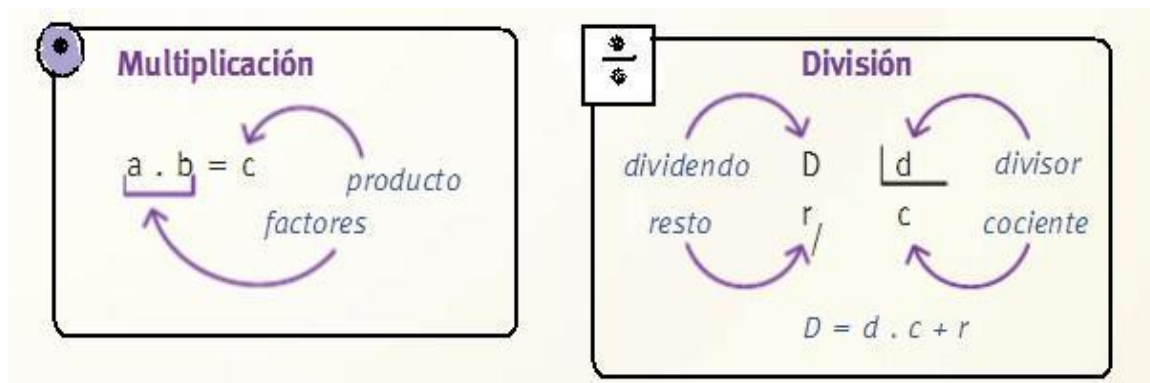 Multiplicación
a . b = c
producto
factores
División
dividendo D d divisor
resto r c cociente
D = d . c + r